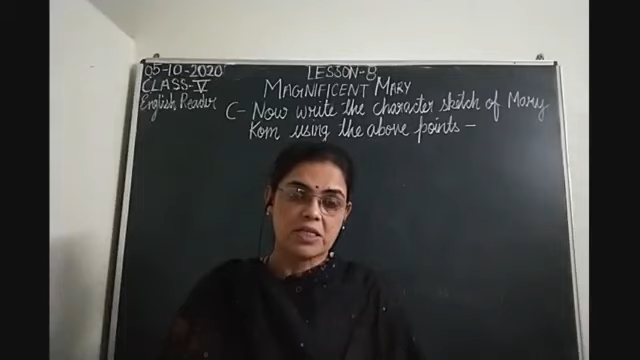 05-10-2020
CLASS-V
English Reader
LESSON-8
MAGNIFICENT MARY
C- Now write the character sketch of Mary
Kom using the above points -